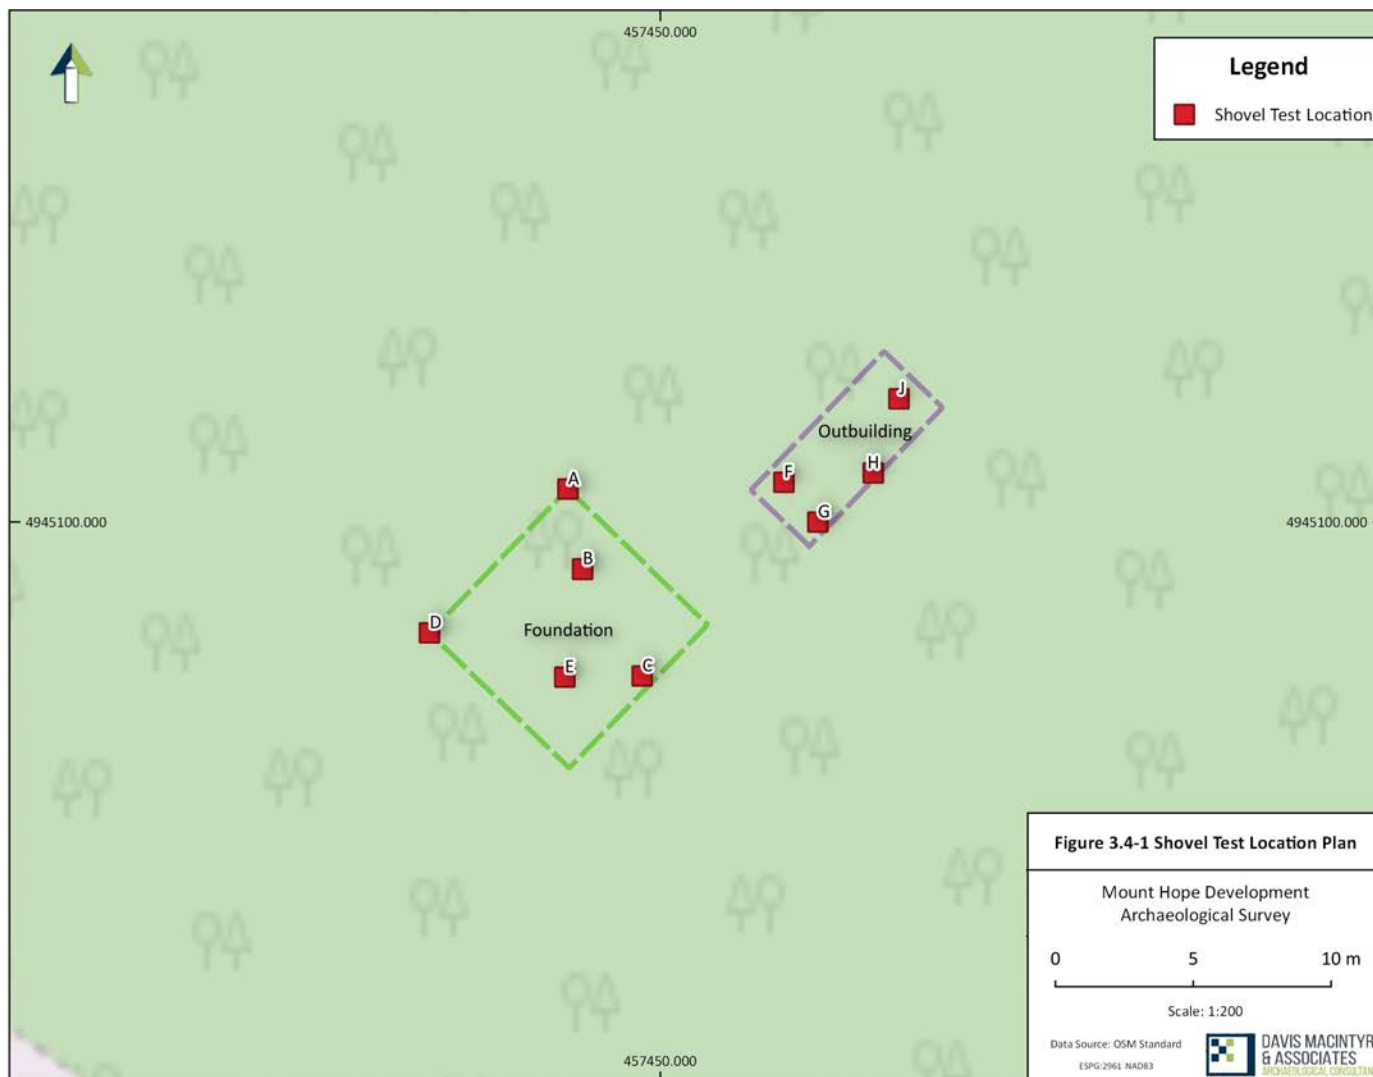 457450.000
Legend
Shovel Test Location
J
Outbuilding
H
F
A
G
4945100.000
4945100.000
B
D
Foundation
E
C
Figure 3.4-1 Shovel Test Location Plan
Mount Hope Development
Archaeological Survey
0 5 10 m
Scale: 1:200
Data Source: OSM Standard
ESPG:2961 NAD83
DAVIS MACINTYR
& ASSOCIATES
ARCHAEOLOGICAL CONSULTAN
457450.000